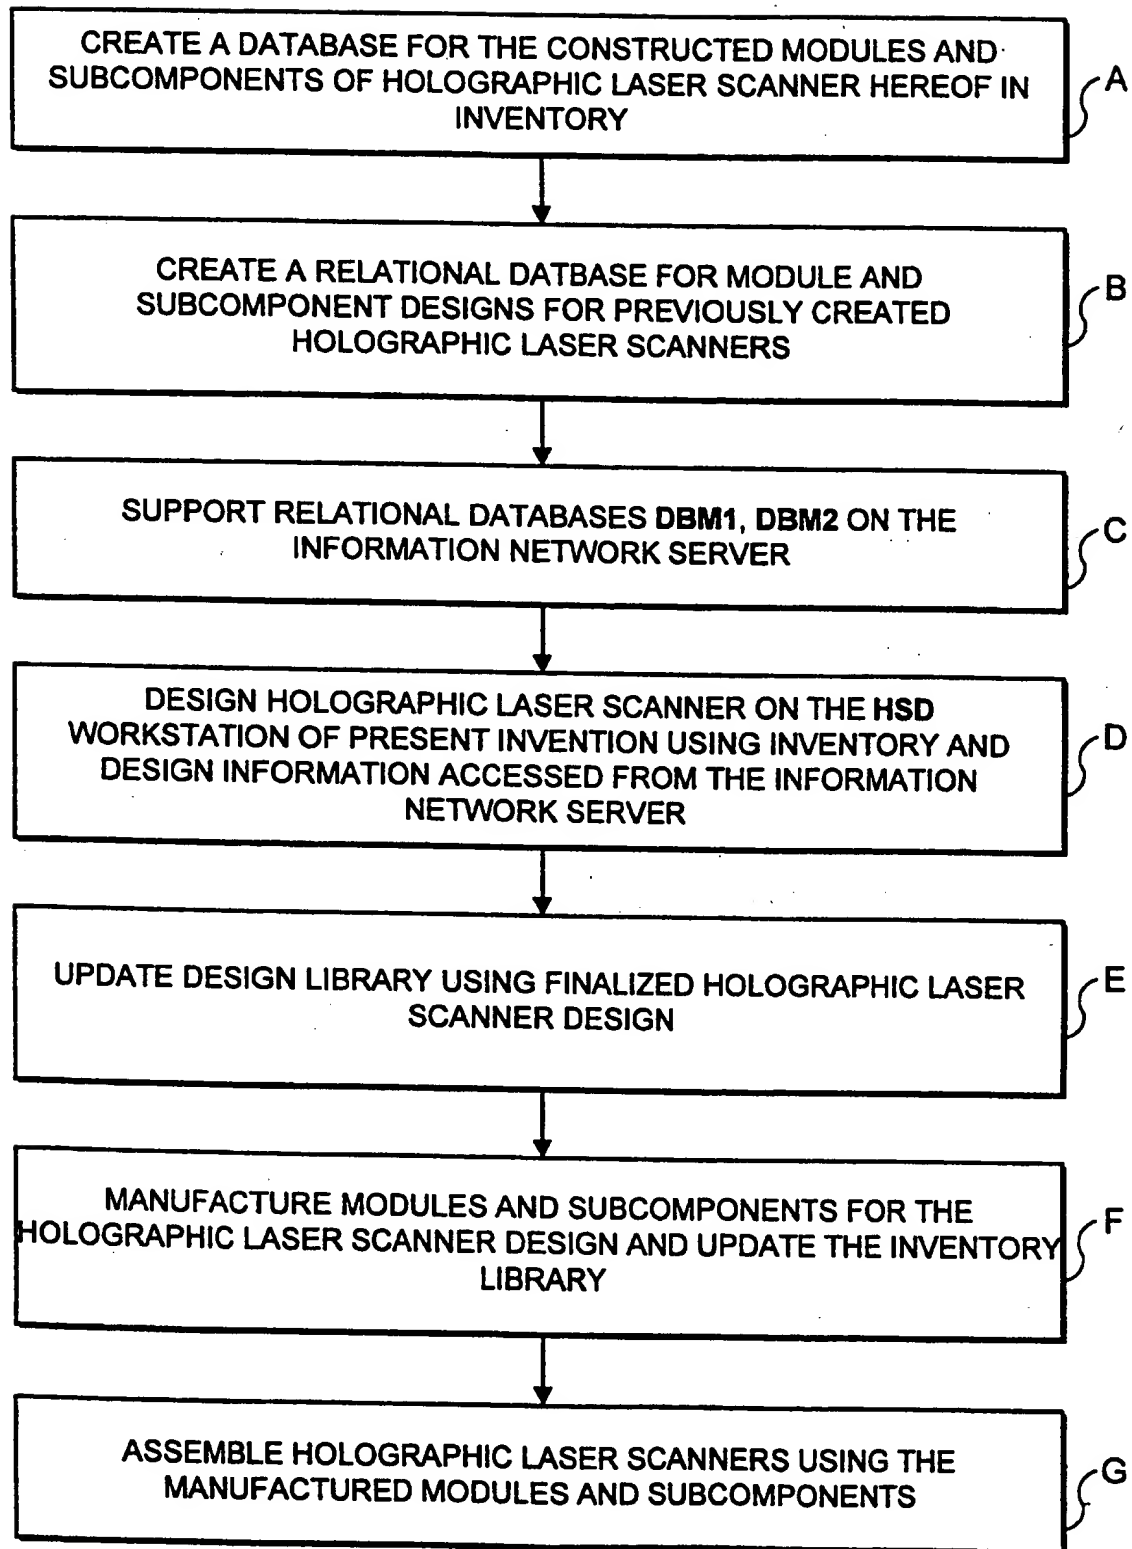 CREATE A DATABASE FOR THE CONSTRUCTED MODULES AND
SUBCOMPONENTS OF HOLOGRAPHIC LASER SCANNER HEREOF IN
INVENTORY
A
CREATE A RELATIONAL DATBASE FOR MODULE AND
SUBCOMPONENT DESIGNS FOR PREVIOUSLY CREATED
HOLOGRAPHIC LASER SCANNERS
B
SUPPORT RELATIONAL DATABASES DBM1, DBM2 ON THE
INFORMATION NETWORK SERVER
C
DESIGN HOLOGRAPHIC LASER SCANNER ON THE HSD
WORKSTATION OF PRESENT INVENTION USING INVENTORY AND
DESIGN INFORMATION ACCESSED FROM THE INFORMATION
NETWORK SERVER
D
UPDATE DESIGN LIBRARY USING FINALIZED HOLOGRAPHIC LASER
SCANNER DESIGN
E
MANUFACTURE MODULES AND SUBCOMPONENTS FOR THE
HOLOGRAPHIC LASER SCANNER DESIGN AND UPDATE THE INVENTORY
LIBRARY
F
ASSEMBLE HOLOGRAPHIC LASER SCANNERS USING THE
MANUFACTURED MODULES AND SUBCOMPONENTS
G